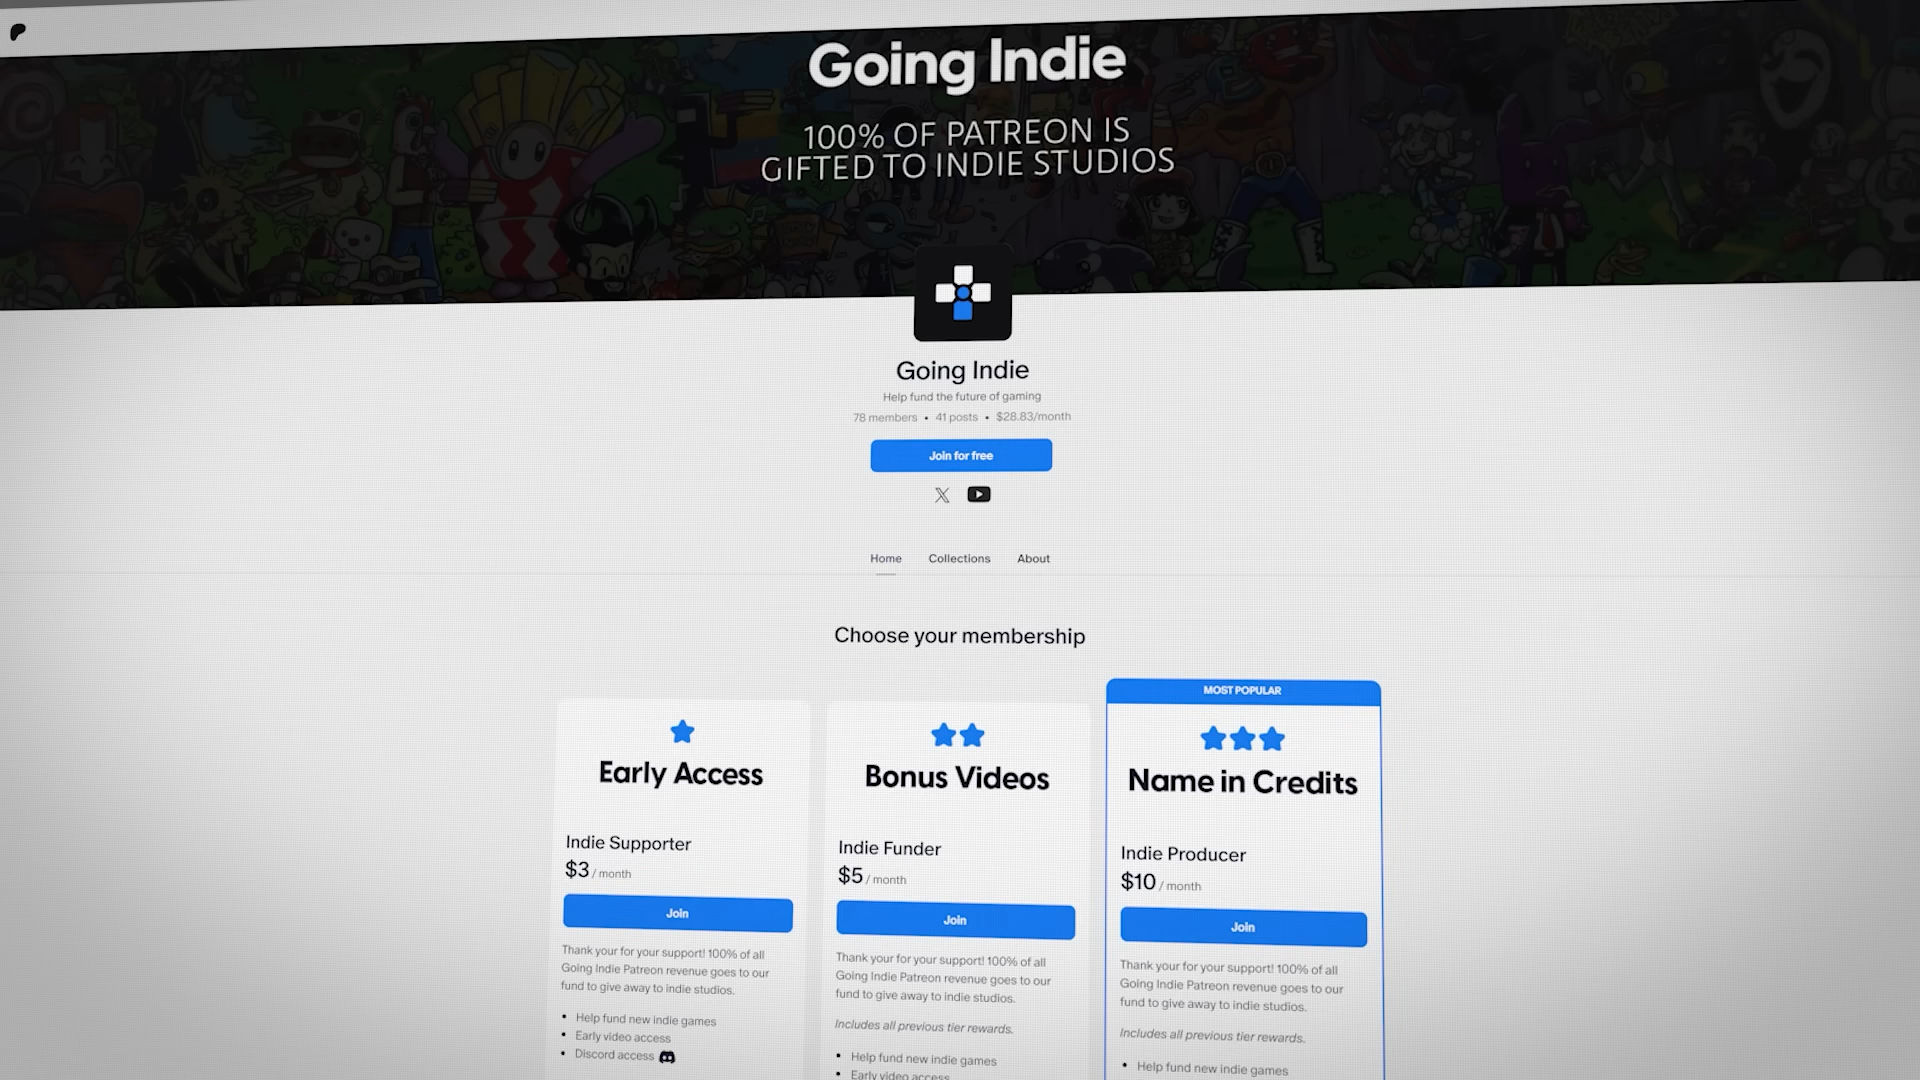 Going Indie
100% OF PATREON IS
GIFTED TO INDIE STUDIOS
Going Indie
Help fund the future of gaming
78 members • 41 posts • $28.83/month
Join for free
Home Collections About
Choose your membership
Early Access
Indie Supporter
$3 / month
Join
Thank your for your support! 100% of all
Going Indie Patreon revenue goes to our
fund to give away to indie studios.
• Help fund new indie games
• Early video access
• Discord access
Bonus Videos
Indie Funder
$5 / month
Join
Thank your for your support! 100% of all
Going Indie Patreon revenue goes to our
fund to give away to indie studios.
Includes all previous tier rewards.
• Help fund new indie games
• Early video access
MOST POPULAR
Name in Credits
Indie Producer
$10 / month
Join
Thank your for your support! 100% of all
Going Indie Patreon revenue goes to our
fund to give away to indie studios.
Includes all previous tier rewards.
• Help fund new indie games